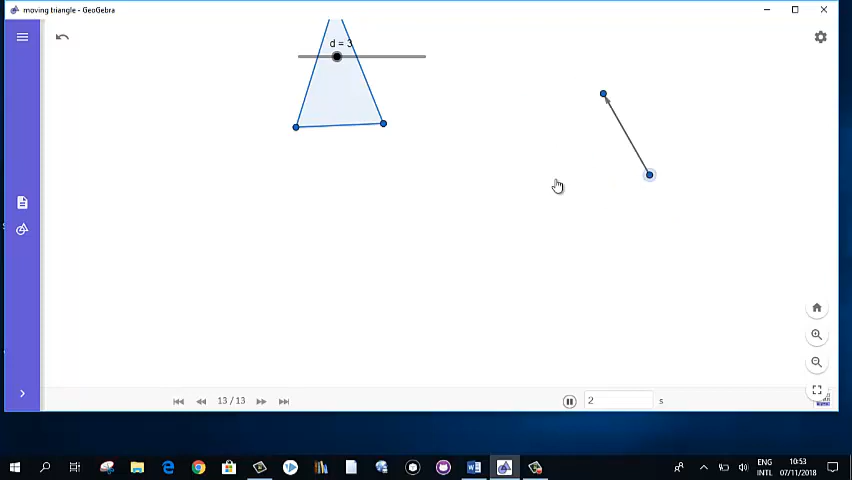 moving triangle - GeoGebra
d = 3
13 / 13
2 s
ENG
INTL
10:53
07/11/2018